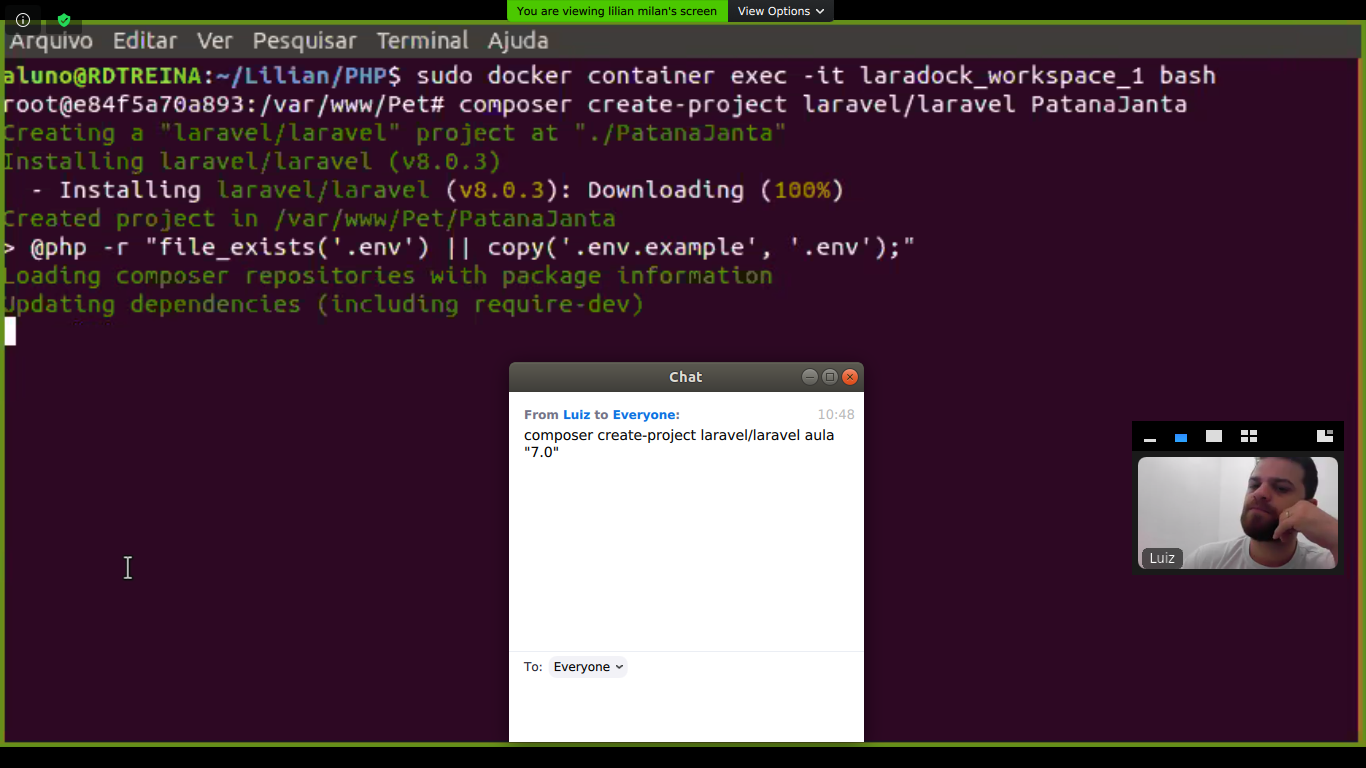 You are viewing lilian milan's screen
View Options
Arquivo Editar Ver Pesquisar Terminal Ajuda
aluno@RDTREINA:~/Lilian/PHP$ sudo docker container exec -it laradock_workspace_1 bash
root@e84f5a70a893:/var/www/Pet# composer create-project laravel/laravel PatanaJanta
Creating a "laravel/laravel" project at "./PatanaJanta"
Installing laravel/laravel (v8.0.3)
- Installing laravel/laravel (v8.0.3): Downloading (100%)
Created project in /var/www/Pet/PatanaJanta
> @php -r "file_exists('.env') || copy('.env.example', '.env');"
Loading composer repositories with package information
Updating dependencies (including require-dev)
Chat
From Luiz to Everyone: 10:48
composer create-project laravel/laravel aula
"7.0"
To: Everyone
Luiz